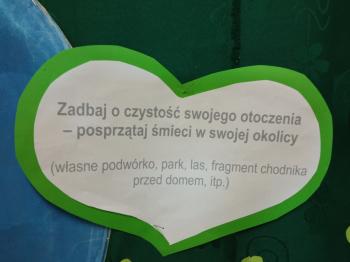 Zadbaj o czystość swojego otoczenia
– posprzątaj śmieci w swojej okolicy
(własne podwórko, park, las, fragment chodnika
przed domem, itp.)